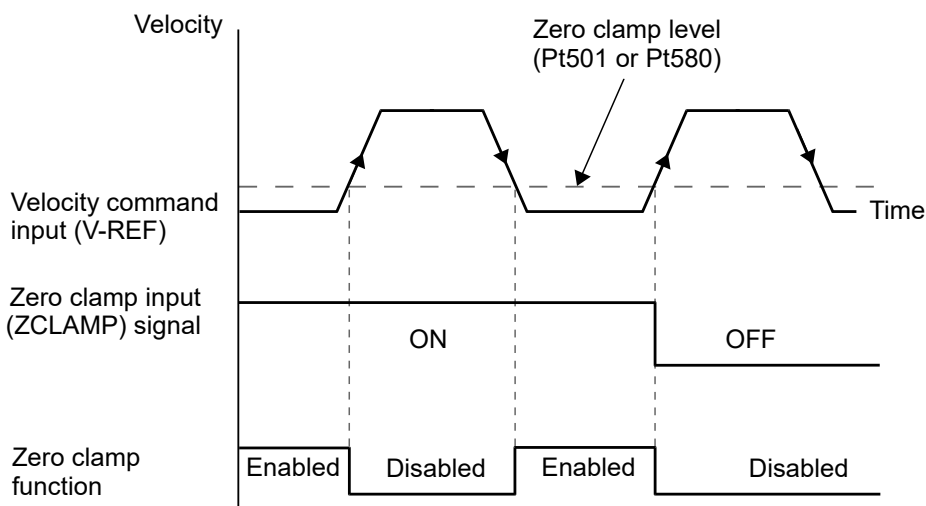 Velocity
Zero clamp level
(Pt501 or Pt580)
Velocity command
input (V-REF)
Time
Zero clamp input
(ZCLAMP) signal
ON
OFF
Zero clamp
function
Enabled
Disabled
Enabled
Disabled